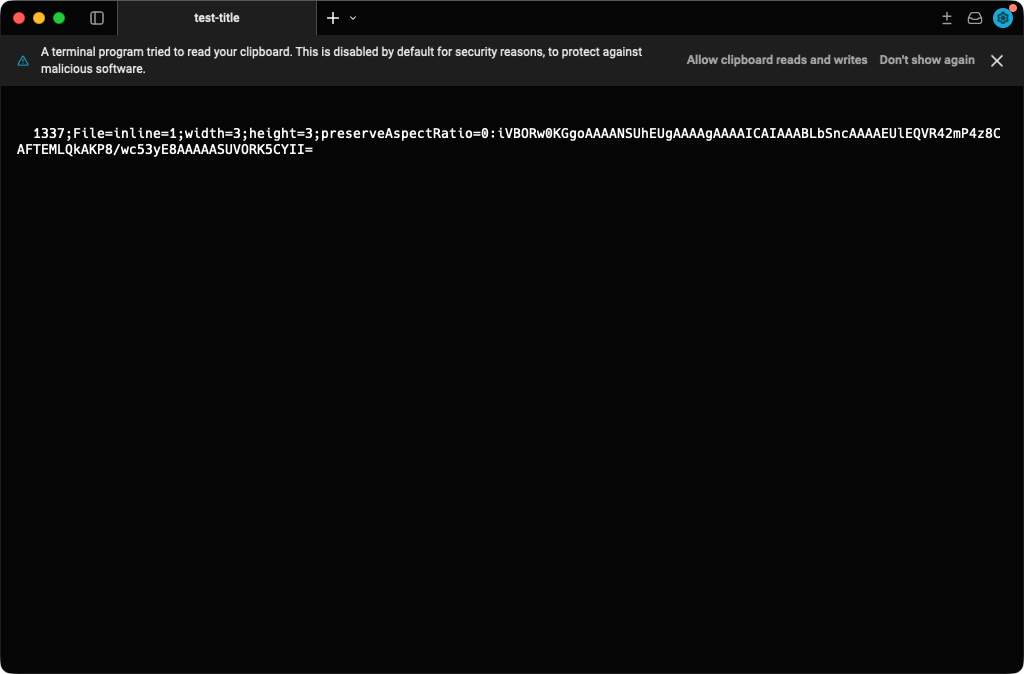 test-title
A terminal program tried to read your clipboard. This is disabled by default for security reasons, to protect against
malicious software.
Allow clipboard reads and writes
Don't show again
1337;File=inline=1;width=3;height=3;preserveAspectRatio=0:iVBORw0KGgoAAAANSUhEUgAAAAgAAAAICAIAAABLbSncAAAAEUlEQVR42mP4z8C
AFTEMLQkAKP8/wc53yE8AAAAASUVORK5CYII=